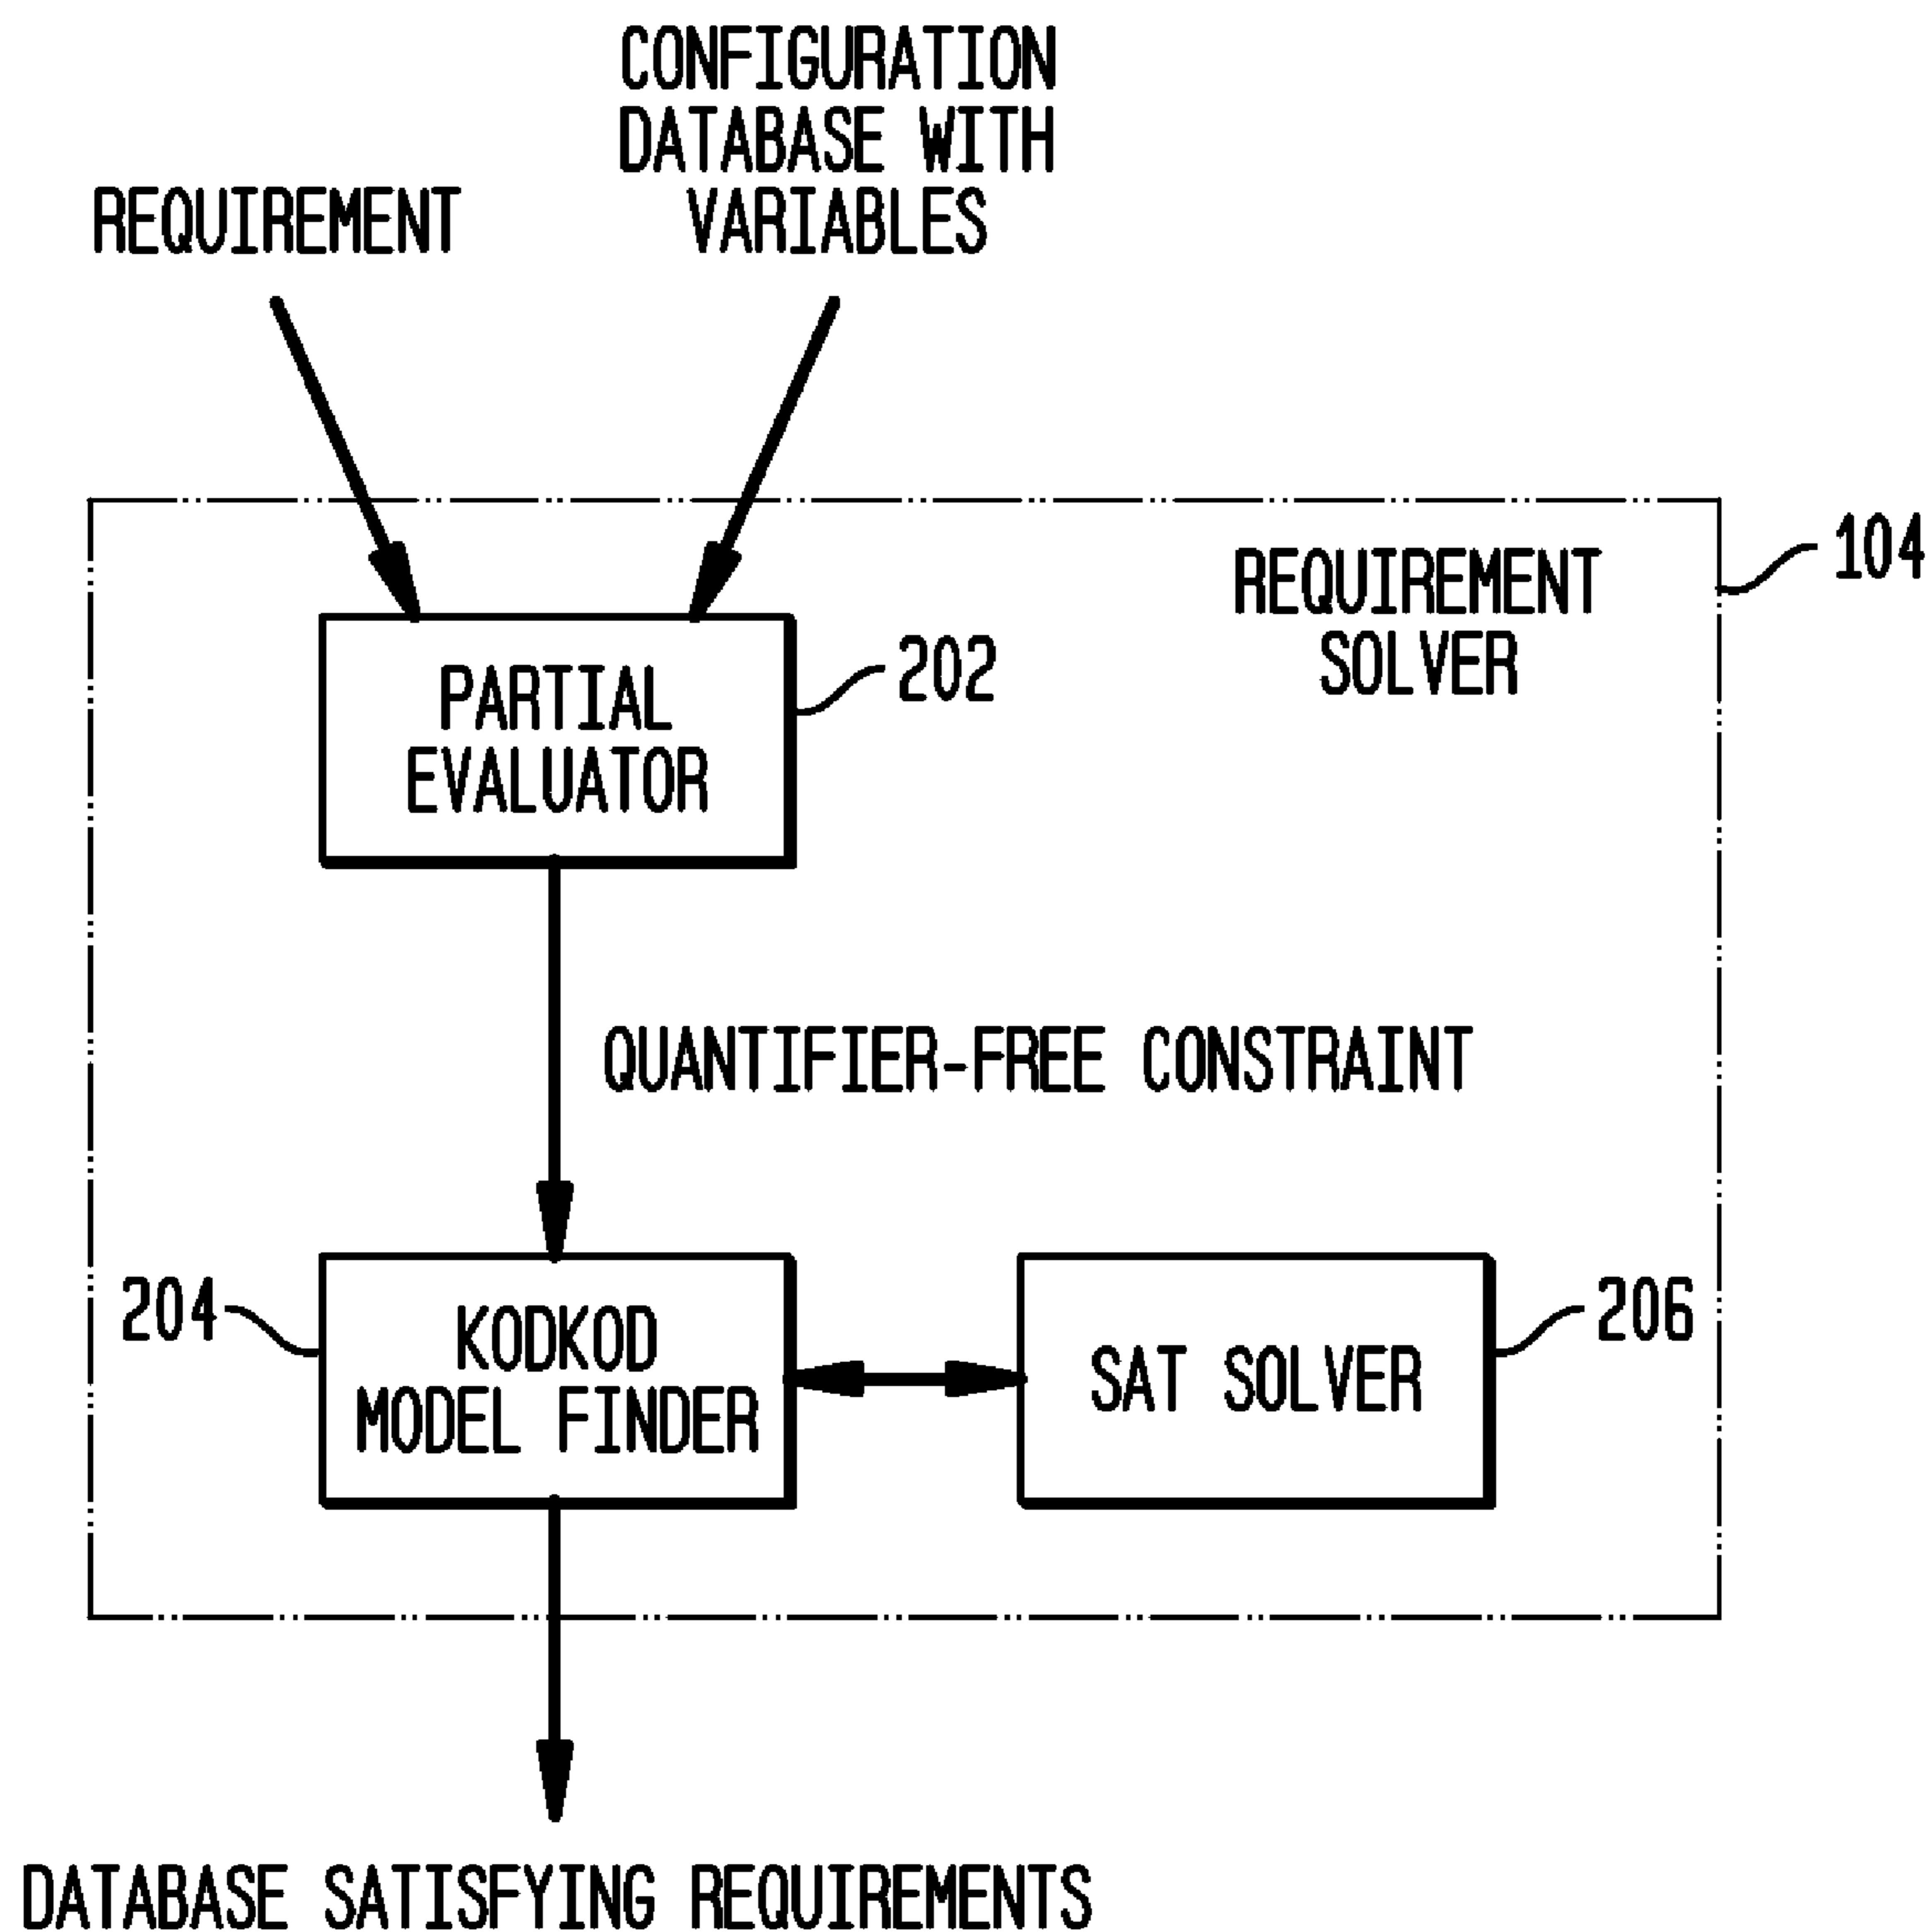 CONFIGURATION
DATABASE WITH
VARIABLES
REQUIREMENT
104
REQUIREMENT
SOLVER
202
PARTIAL
EVALUATOR
QUANTIFIER-FREE CONSTRAINT
204
KODKOD
MODEL FINDER
SAT SOLVER
206
DATABASE SATISFYING REQUIREMENTS